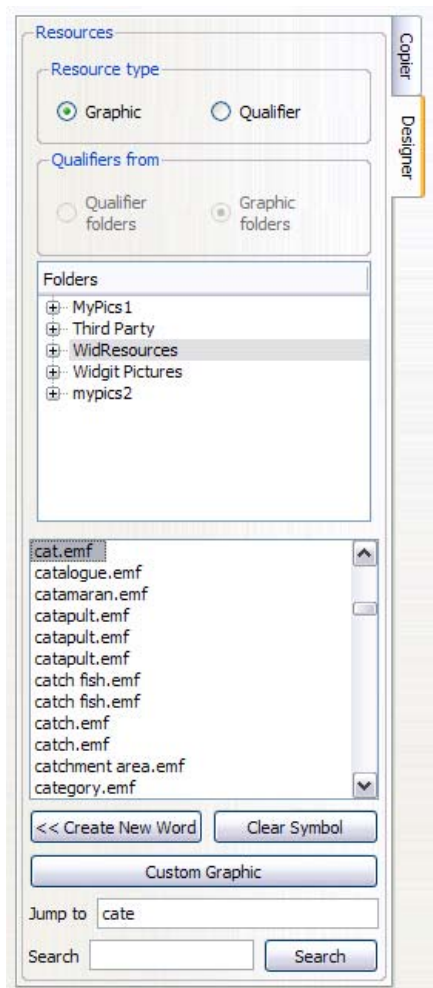 Resources
Copier
Designer
Resource type
Graphic
Qualifier
Qualifiers from
Qualifier
folders
Graphic
folders
Folders
MyPics1
Third Party
WidResources
Widgit Pictures
mypics2
cat.emf
catalogue.emf
catamaran.emf
catapult.emf
catapult.emf
catapult.emf
catch fish.emf
catch fish.emf
catch.emf
catch.emf
catchment area.emf
category.emf
<< Create New Word
Clear Symbol
Custom Graphic
Jump to cate
Search
Search